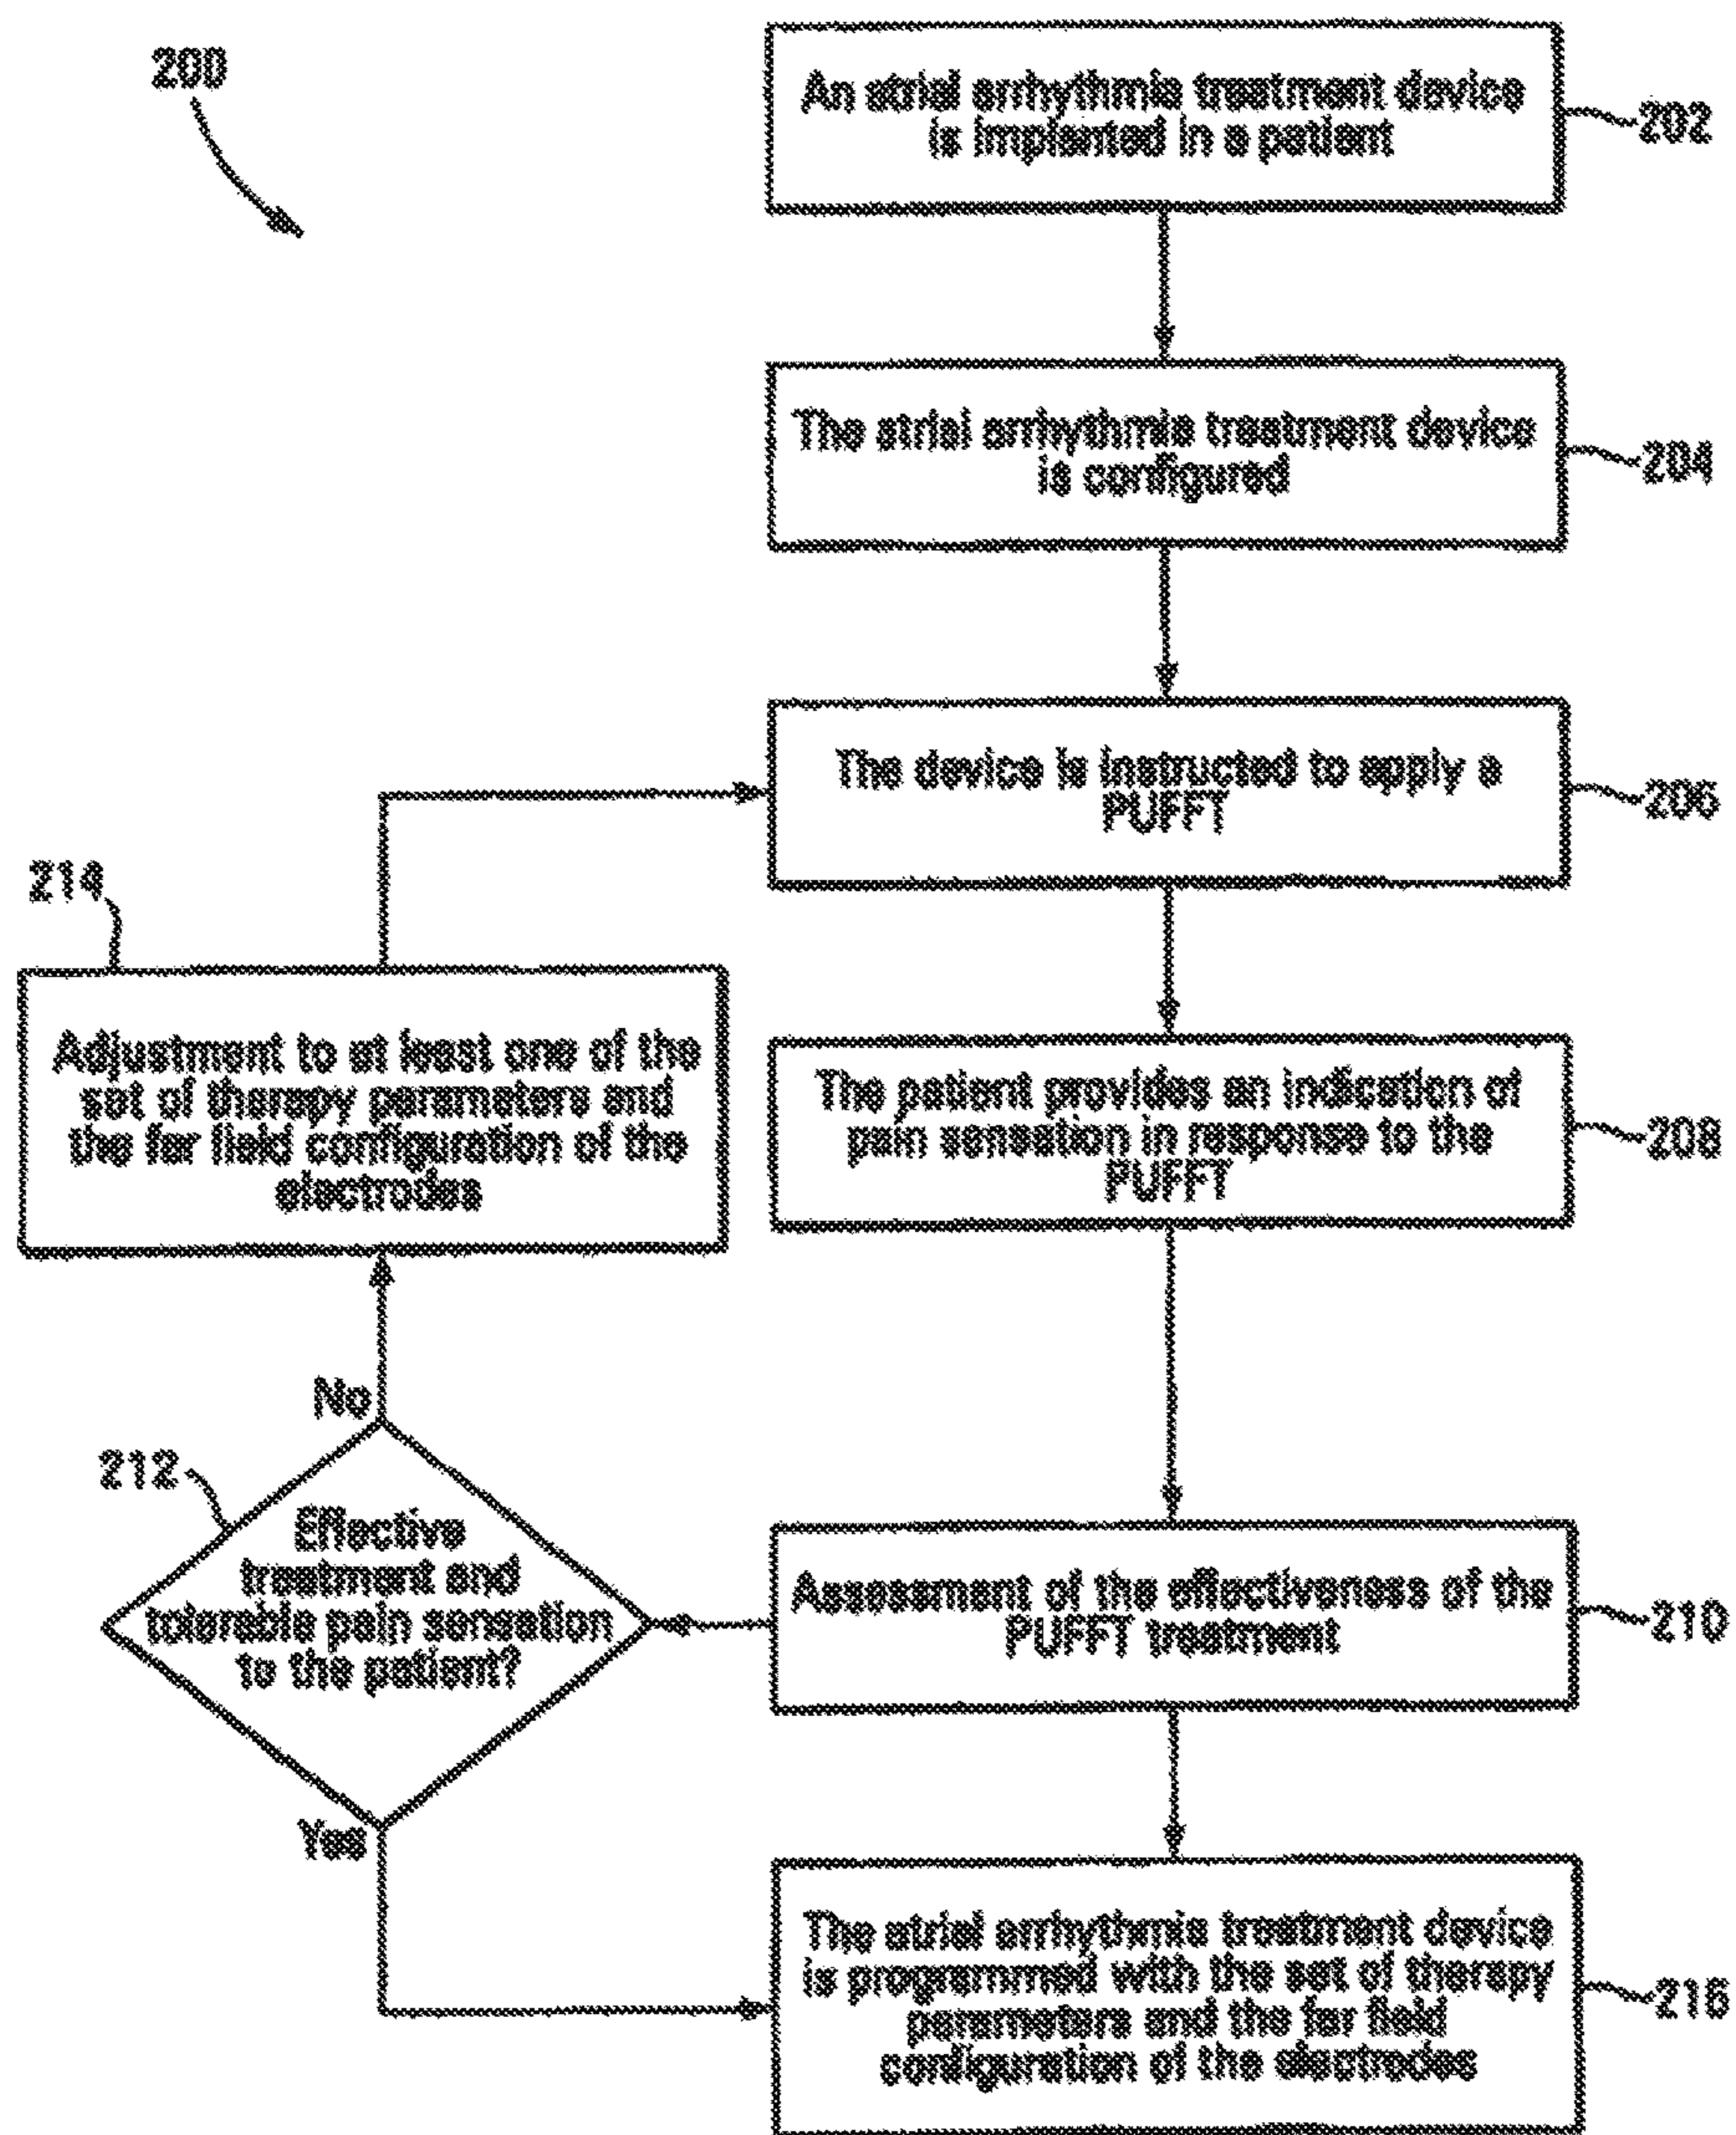 200
An atrial arrhythmia treatment device
is implanted in a patient
202
The atrial arrhythmia treatment device
is configured
204
The device is instructed to apply a
PUFFT
206
214
Adjustment to at least one of the
set of therapy parameters and
the far field configuration of the
electrodes
The patient provides an indication of
pain sensation in response to the
PUFFT
208
No
212
Effective
treatment and
tolerable pain sensation
to the patient?
Assessment of the effectiveness of the
PUFFT treatment
210
Yes
The atrial arrhythmia treatment device
is programmed with the set of therapy
parameters and the far field
configuration of the electrodes
216